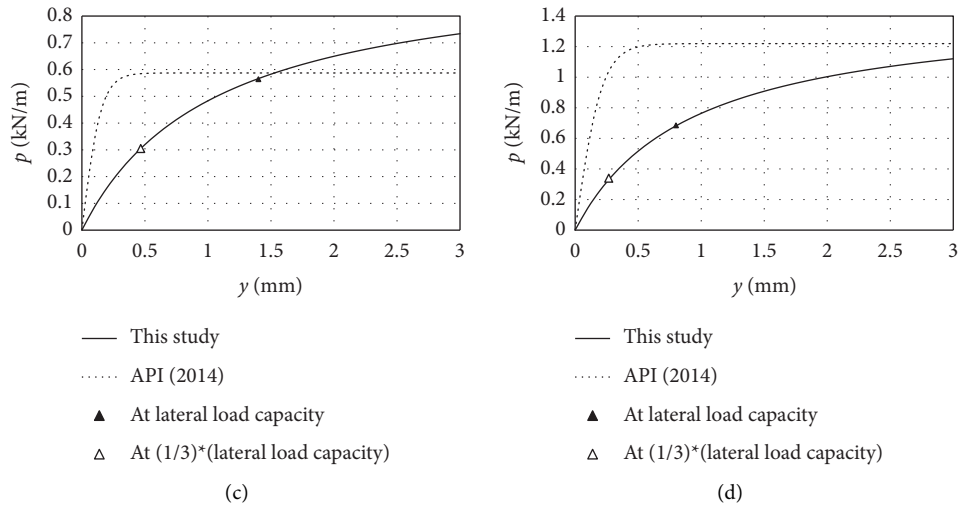 0.8
0.7
0.6
0.5
0.4
0.3
0.2
0.1
0
p (kN/m)
0 0.5 1 1.5 2 2.5 3
y (mm)
This study
API (2014)
At lateral load capacity
At (1/3)*(lateral load capacity)
(c)
1.4
1.2
1
0.8
0.6
0.4
0.2
0
p (kN/m)
0 0.5 1 1.5 2 2.5 3
y (mm)
This study
API (2014)
At lateral load capacity
At (1/3)*(lateral load capacity)
(d)